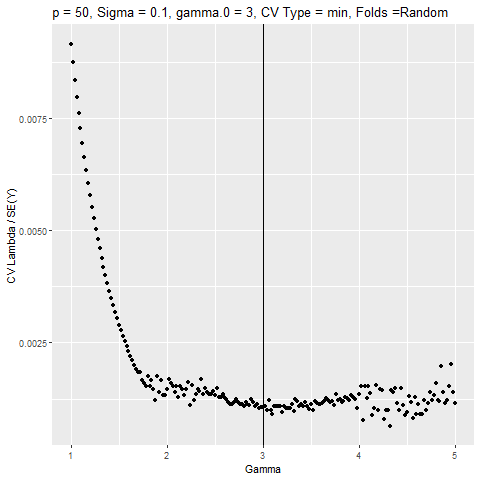 p = 50, Sigma = 0.1, gamma.0 = 3, CV Type = min, Folds =Random
0.0075
0.0050
0.0025
CV Lambda / SE(Y)
1 2 3 4 5
Gamma